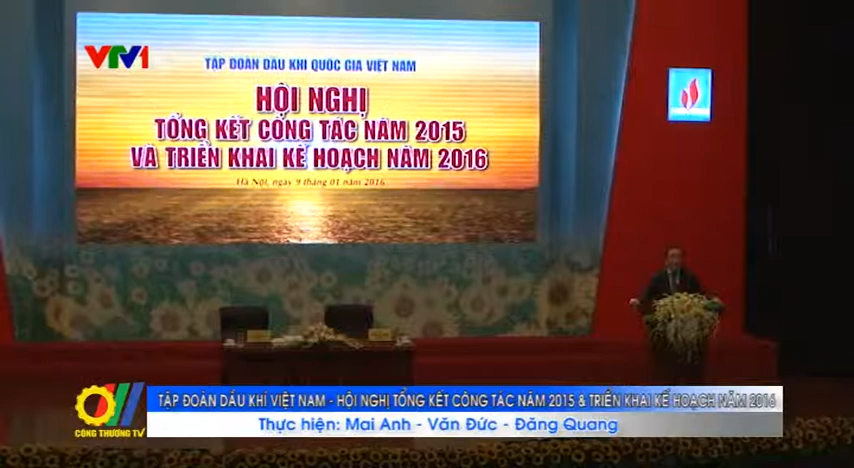 VTV1
TẬP ĐOÀN DẦU KHÍ QUỐC GIA VIỆT NAM
HỘI NGHỊ
TỔNG KẾT CÔNG TÁC NĂM 2015
VÀ TRIỂN KHAI KẾ HOẠCH NĂM 2016
Hà Nội, ngày 9 tháng 01 năm 2016
TẬP ĐOÀN DẦU KHÍ VIỆT NAM - HỘI NGHỊ TỔNG KẾT CÔNG TÁC NĂM 2015 & TRIỂN KHAI KẾ HOẠCH NĂM 2016
Thực hiện: Mai Anh - Văn Đức - Đăng Quang
CÔNG THƯƠNG TV